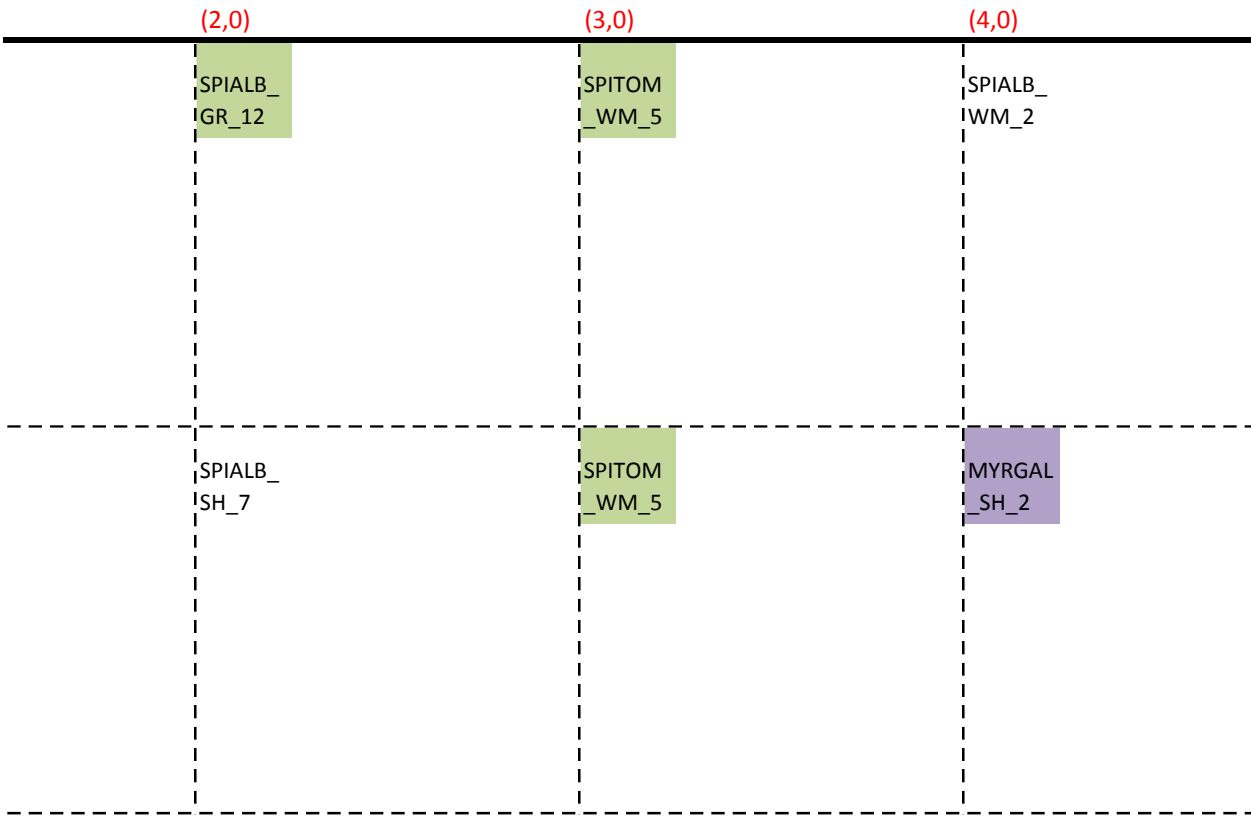 (2,0) (3,0) (4,0)
SPIALB_ SPITOM SPIALB_
GR_12 _WM_5 WM_2
SPIALB_ SPITOM MYRGAL
SH_7 _WM_5 _SH_2